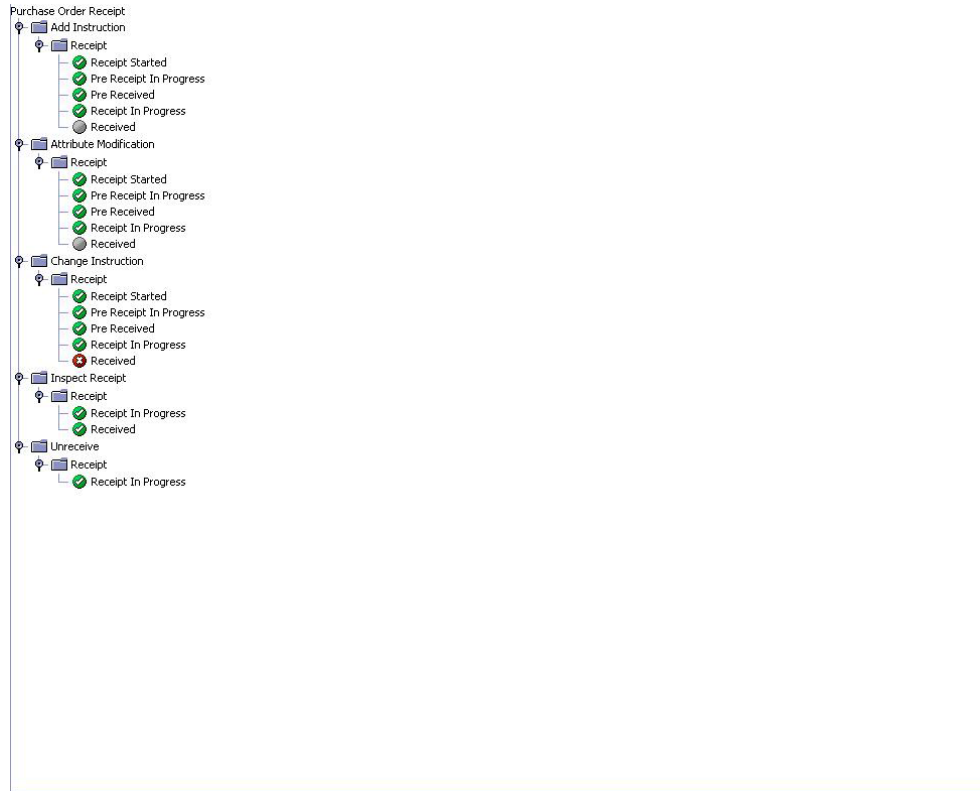 Purchase Order Receipt
Add Instruction
Receipt
Receipt Started
Pre Receipt In Progress
Pre Received
Receipt In Progress
Received
Attribute Modification
Receipt
Receipt Started
Pre Receipt In Progress
Pre Received
Receipt In Progress
Received
Change Instruction
Receipt
Receipt Started
Pre Receipt In Progress
Pre Received
Receipt In Progress
Received
Inspect Receipt
Receipt
Receipt In Progress
Received
Unreceive
Receipt
Receipt In Progress